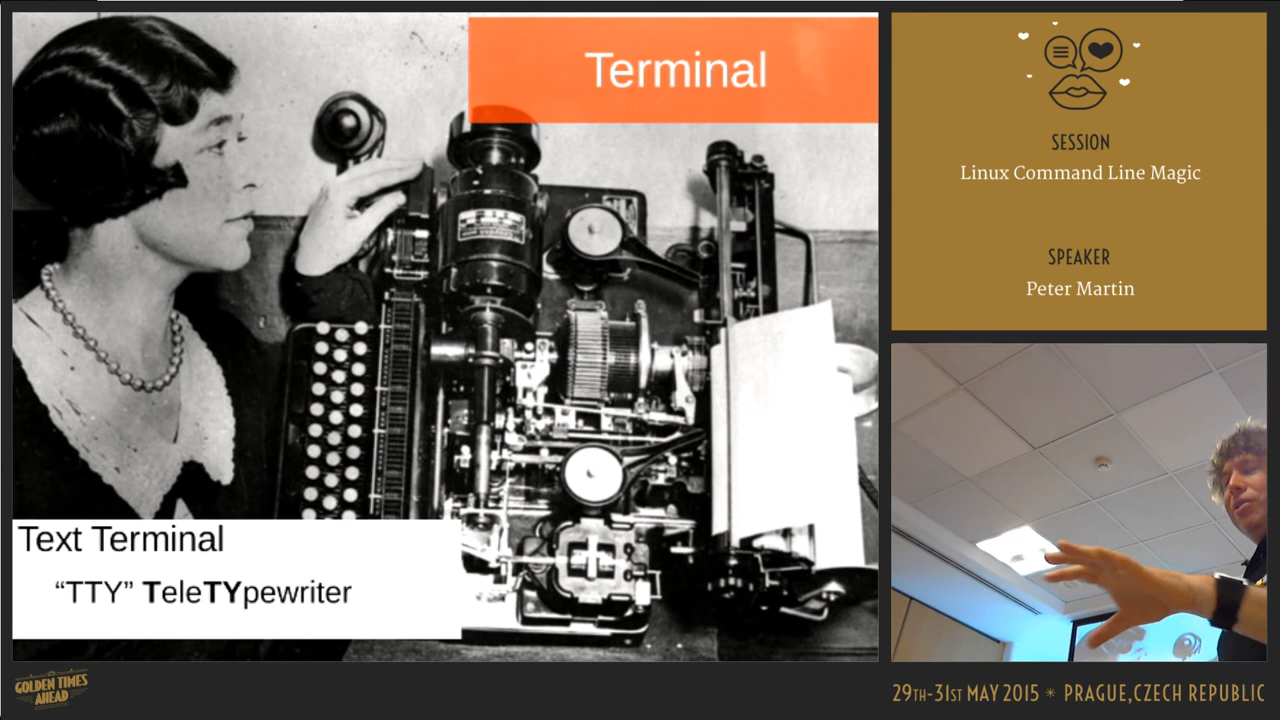 Terminal
Text Terminal
“TTY” TeleTYpewriter
SESSION
Linux Command Line Magic
SPEAKER
Peter Martin
GOLDEN TIMES
AHEAD
29TH-31ST MAY 2015 * PRAGUE,CZECH REPUBLIC